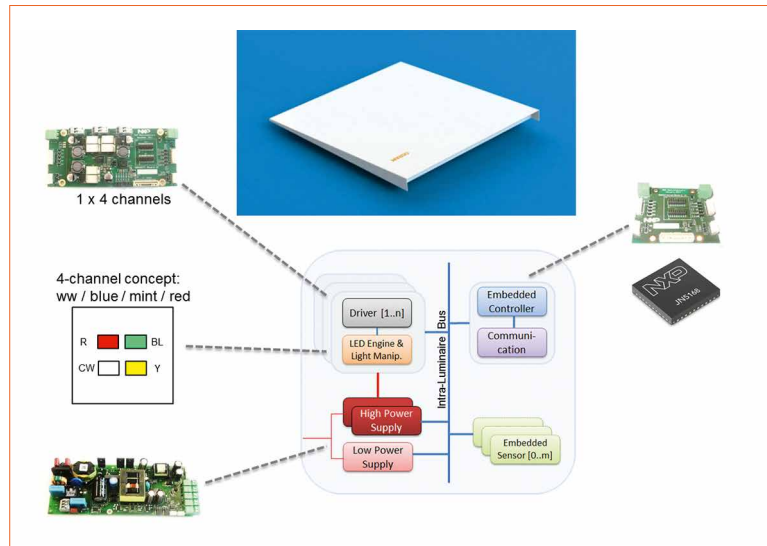 NXP
1 x 4 channels
4-channel concept:
ww / blue / mint / red
R
BL
CW
Y
Driver [1..n]
LED Engine &
Light Manip.
High Power
Supply
Low Power
Supply
Intra-Luminaire Bus
Embedded
Controller
Communi-
cation
Embedded
Sensor [0..m]
NXP
JN5168